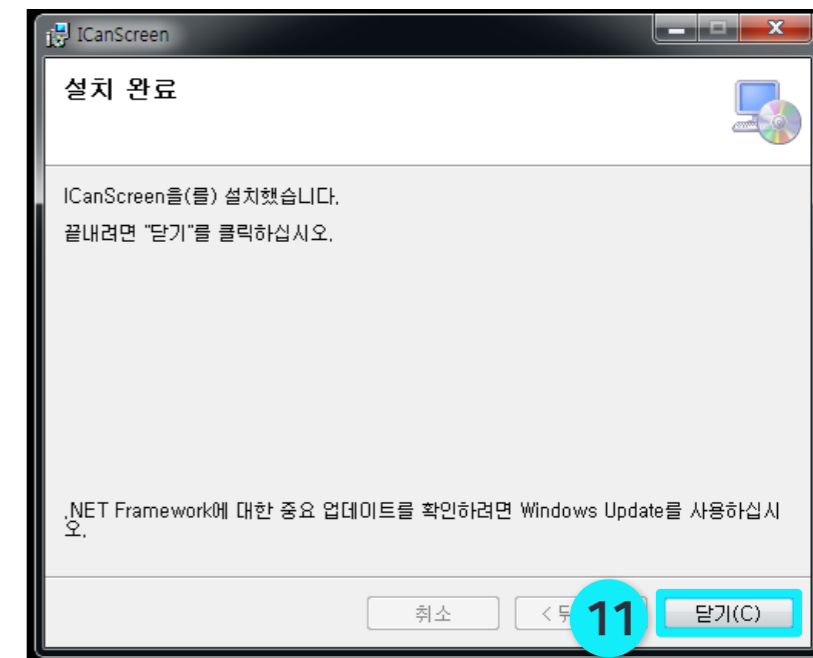 ICanScreen
설치 완료
ICanScreen을(를) 설치했습니다.
끝내려면 "닫기"를 클릭하십시오.
.NET Framework에 대한 중요 업데이트를 확인하려면 Windows Update를 사용하십시
오.
취소
<
11
닫기(C)